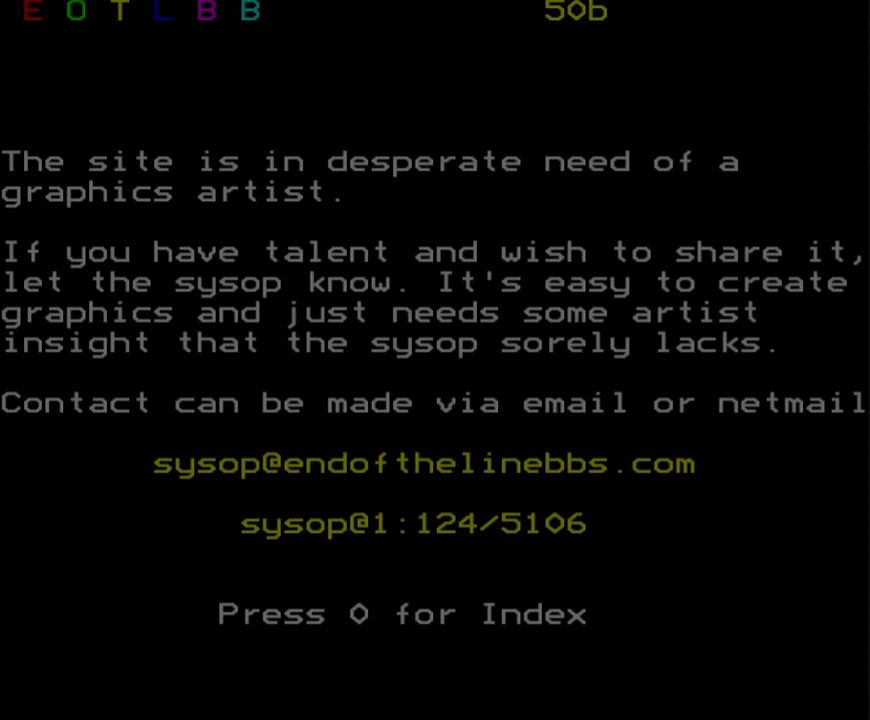 E O T L B B 50b
The site is in desperate need of a
graphics artist.
If you have talent and wish to share it,
let the sysop know. It's easy to create
graphics and just needs some artist
insight that the sysop sorely lacks.
Contact can be made via email or netmail
sysop@endofthelinebbs.com
sysop@1:124/5106
Press 0 for Index